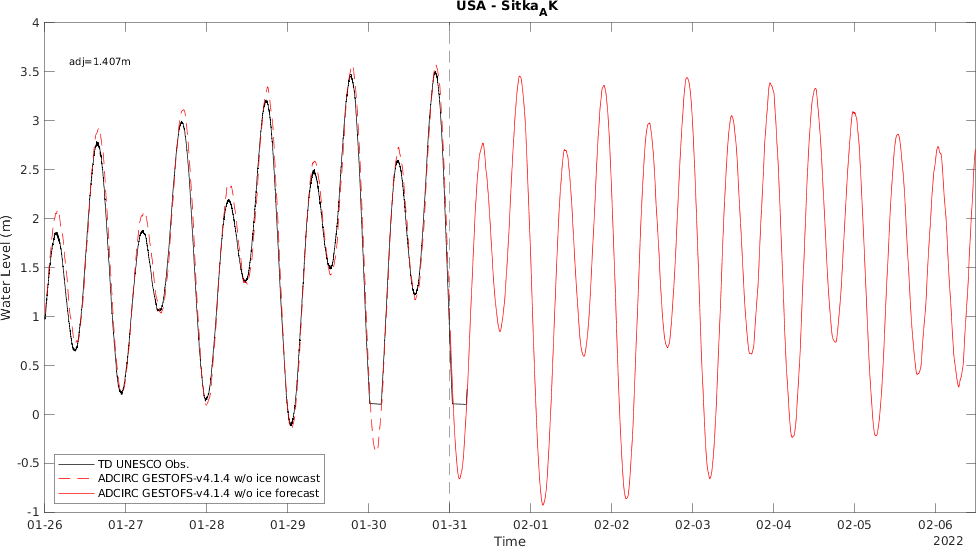 USA - Sitka_AK
4
3.5
3
2.5
2
1.5
1
0.5
0
-0.5
-1
Water Level (m)
adj=1.407m
TD UNESCO Obs.
ADCIRC GESTOFS-v4.1.4 w/o ice nowcast
ADCIRC GESTOFS-v4.1.4 w/o ice forecast
01-26 01-27 01-28 01-29 01-30 01-31 02-01 02-02 02-03 02-04 02-05 02-06
Time
2022